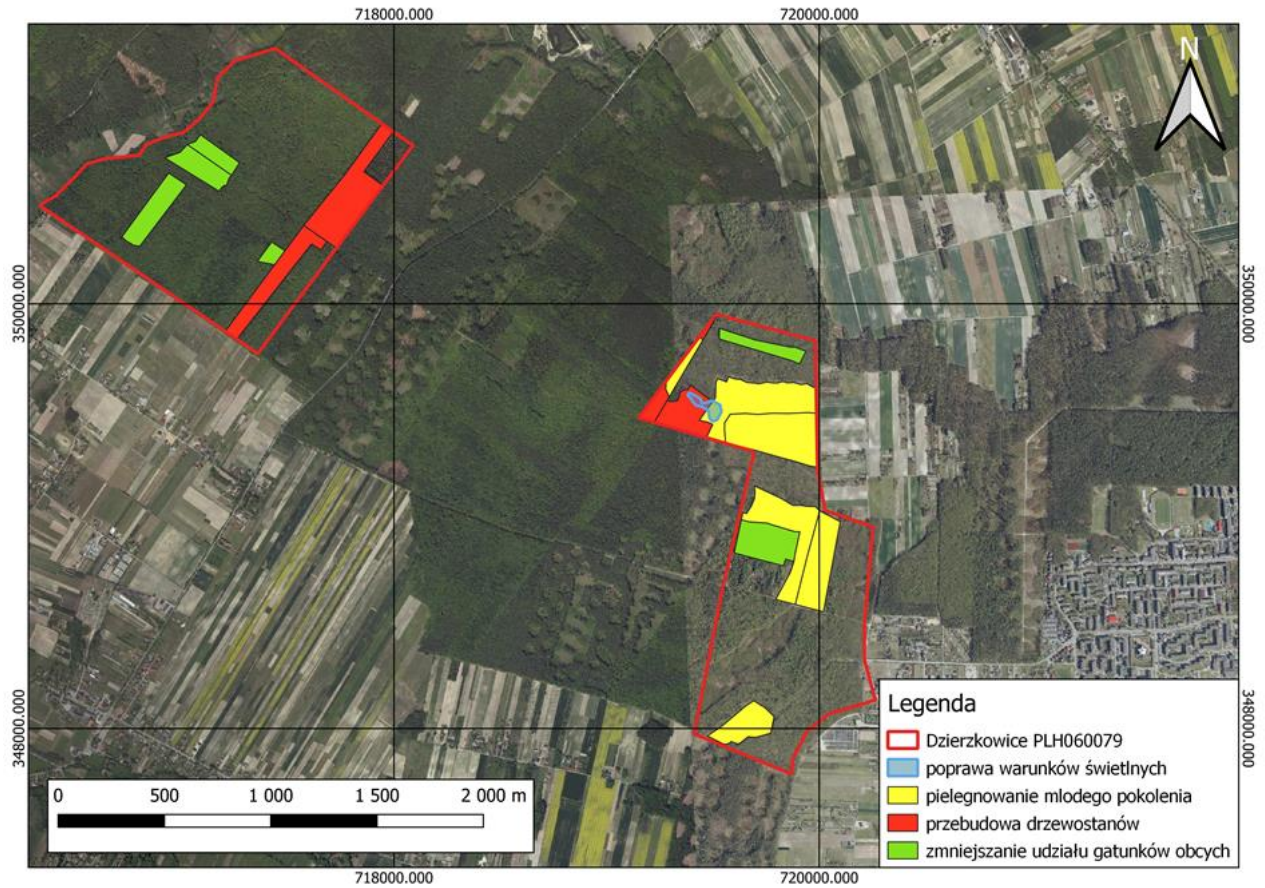 718000.000 720000.000
N
350000.000 350000.000
348000.000 348000.000
Legenda
Dzierzkowice PLH060079
poprawa warunków świetlnych
pielegnowanie mlodego pokolenia
przebudowa drzewostanów
zmniejszanie udziału gatunków obcych
0 500 1 000 1 500 2 000 m
718000.000 720000.000